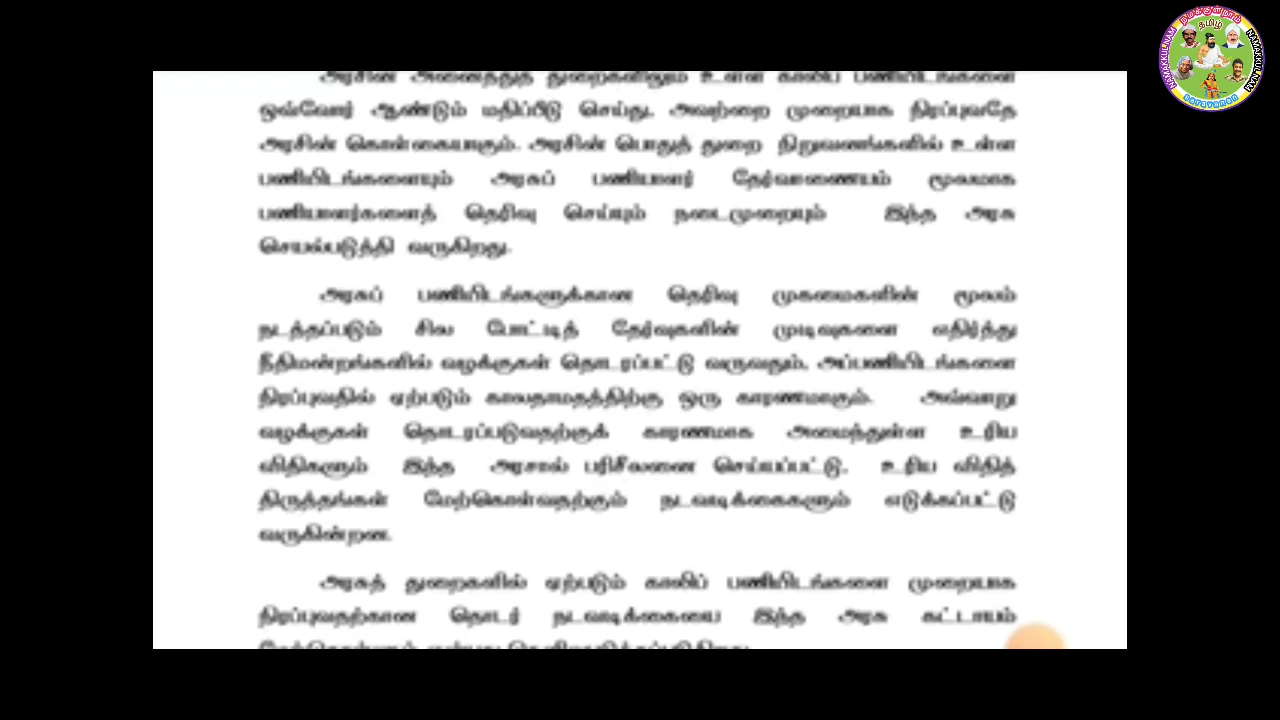 அரசின் அனைத்துத் துறைகளிலும் உள்ள காலிப் பணியிடங்களை
ஒவ்வோர் ஆண்டும் மதிப்பீடு செய்து, அவற்றை முறையாக நிரப்புவதே
அரசின் கொள்கையாகும். அரசின் பொதுத் துறை நிறுவனங்களில் உள்ள
பணியிடங்களையும் அரசுப் பணியாளர் தேர்வாணையம் மூலமாக
பணியாளர்களைத் தெரிவு செய்யும் நடைமுறையும் இந்த அரசு
செயல்படுத்தி வருகிறது.
அரசுப் பணியிடங்களுக்கான தெரிவு முகமைகளின் மூலம்
நடத்தப்படும் சில போட்டித் தேர்வுகளின் முடிவுகளை எதிர்த்து
நீதிமன்றங்களில் வழக்குகள் தொடரப்பட்டு வருவதும், அப்பணியிடங்களை
நிரப்புவதில் ஏற்படும் காலதாமதத்திற்கு ஒரு காரணமாகும். அவ்வாறு
வழக்குகள் தொடரப்படுவதற்குக் காரணமாக அமைந்துள்ள உரிய
விதிகளும் இந்த அரசால் பரிசீலனை செய்யப்பட்டு, உரிய விதித்
திருத்தங்கள் மேற்கொள்வதற்கும் நடவடிக்கைகளும் எடுக்கப்பட்டு
வருகின்றன.
அரசுத் துறைகளில் ஏற்படும் காலிப் பணியிடங்களை முறையாக
நிரப்புவதற்கான தொடர் நடவடிக்கையை இந்த அரசு கட்டாயம்
நமக்குள்நாம்
தமிழ்
NAMAKKULNAM
saravanan